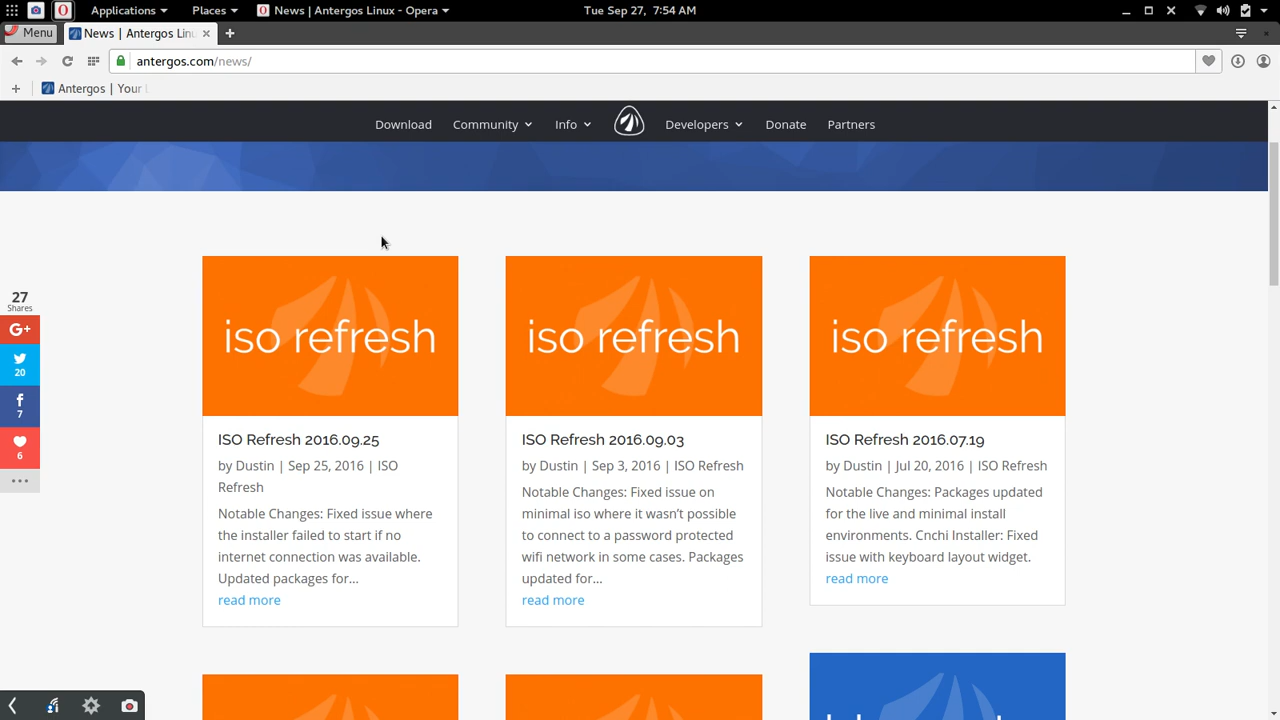 Applications
Places
News | Antergos Linux - Opera
Tue Sep 27,  7:54 AM
Menu
News | Antergos Lin
antergos.com/news/
Antergos | Your
Download
Community
Info
Developers
Donate
Partners
27
Shares
G+
20
7
6
iso refresh
ISO Refresh 2016.09.25
by Dustin | Sep 25, 2016 | ISO
Refresh
Notable Changes: Fixed issue where
the installer failed to start if no
internet connection was available.
Updated packages for...
read more
iso refresh
ISO Refresh 2016.09.03
by Dustin | Sep 3, 2016 | ISO Refresh
Notable Changes: Fixed issue on
minimal iso where it wasn’t possible
to connect to a password protected
wifi network in some cases. Packages
updated for...
read more
iso refresh
ISO Refresh 2016.07.19
by Dustin | Jul 20, 2016 | ISO Refresh
Notable Changes: Packages updated
for the live and minimal install
environments. Cnchi Installer: Fixed
issue with keyboard layout widget.
read more